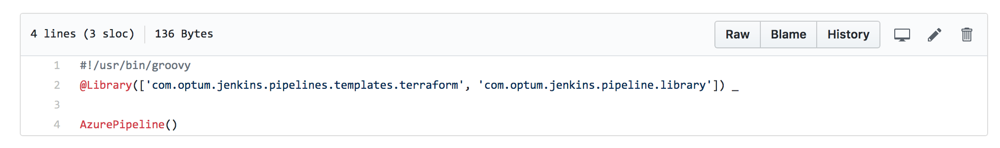 4 lines (3 sloc) 136 Bytes Raw Blame History
1 #!/usr/bin/groovy
2 @Library(['com.optum.jenkins.pipelines.templates.terraform', 'com.optum.jenkins.pipeline.library']) _
3
4 AzurePipeline()